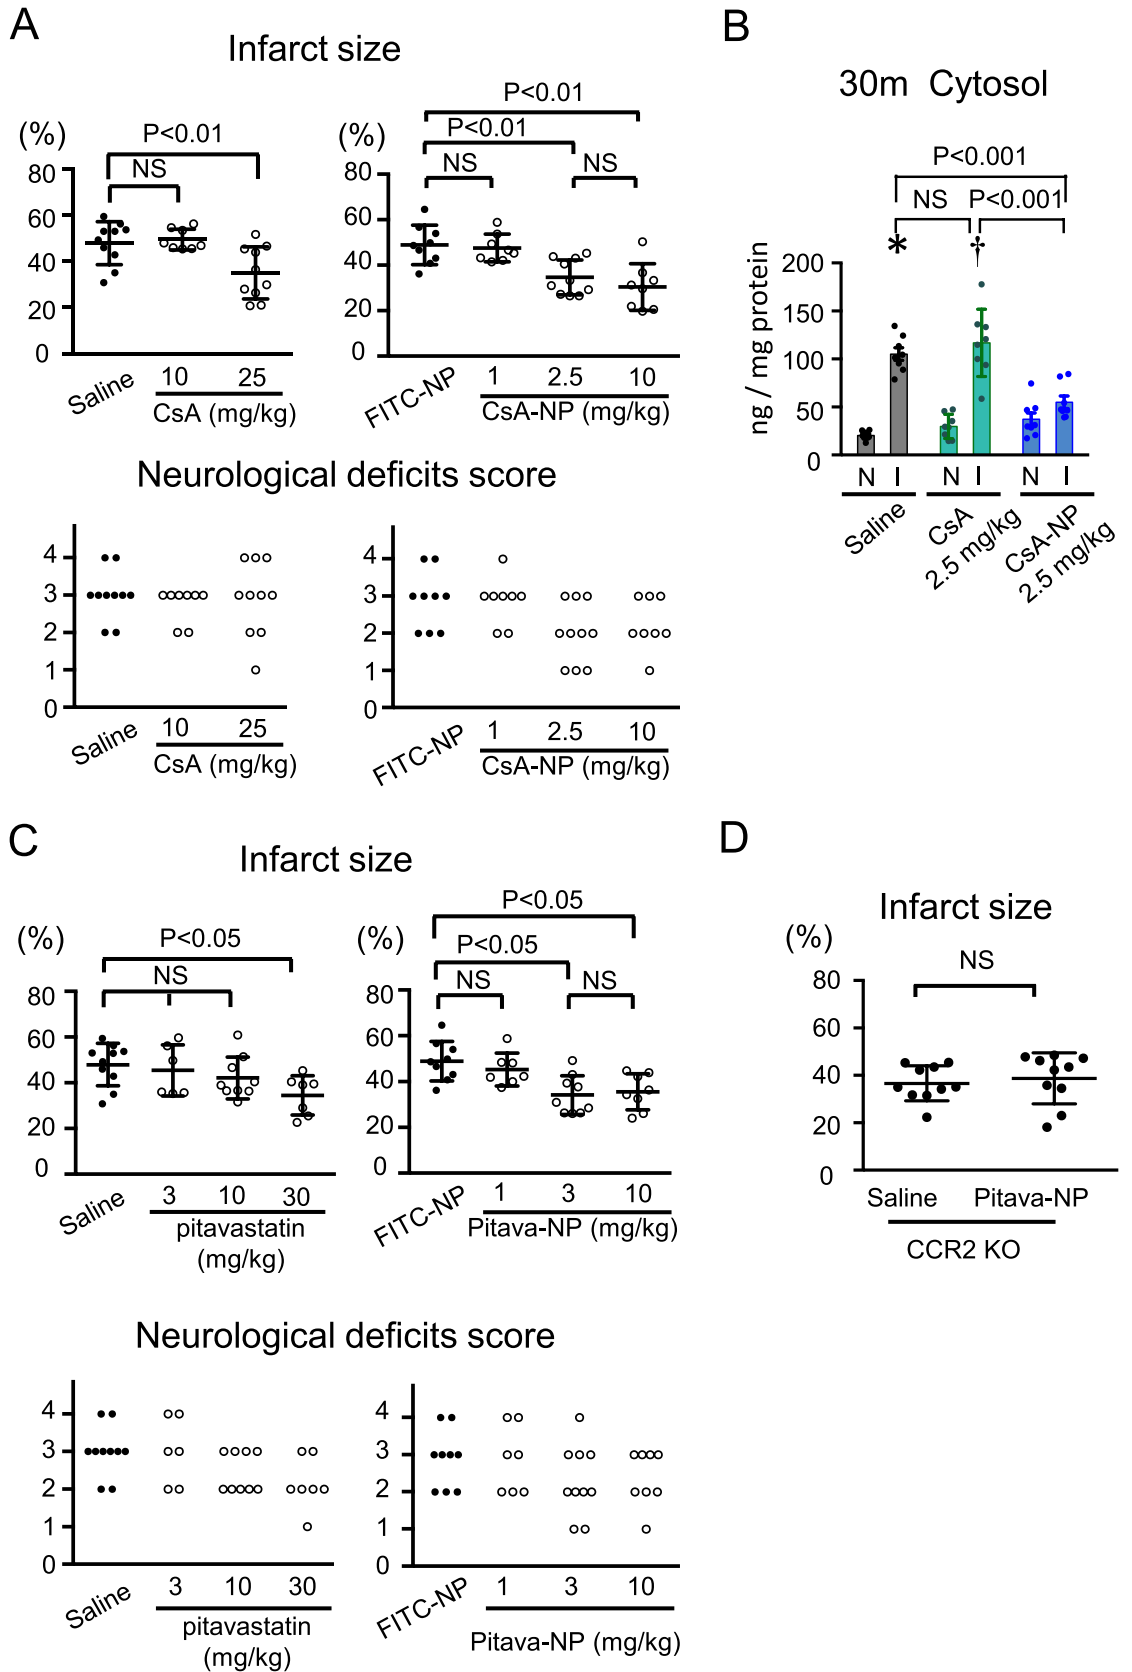 A
Infarct size
(%)
P<0.01
NS
80
60
40
20
0
Saline
10
25
CsA (mg/kg)
(%)
P<0.01
P<0.01
NS
NS
80
60
40
20
0
FITC-NP
1
2.5
10
CsA-NP (mg/kg)
Neurological deficits score
4
3
2
1
0
Saline
10
25
CsA (mg/kg)
4
3
2
1
0
FITC-NP
1
2.5
10
CsA-NP (mg/kg)
B
30m Cytosol
P<0.001
NS
P<0.001
*
†
ng / mg protein
200
100
50
0
N I
N I
N I
Saline
CsA
2.5 mg/kg
CsA-NP
2.5 mg/kg
C
Infarct size
(%)
P<0.05
NS
80
60
40
20
0
Saline
3
10
30
pitavastatin
(mg/kg)
(%)
P<0.05
P<0.05
NS
NS
80
60
40
20
0
FITC-NP
1
3
10
Pitava-NP (mg/kg)
Neurological deficits score
4
3
2
1
0
Saline
3
10
30
pitavastatin
(mg/kg)
4
3
2
1
0
FITC-NP
1
3
10
Pitava-NP (mg/kg)
D
Infarct size
(%)
NS
80
60
40
20
0
Saline
Pitava-NP
CCR2 KO